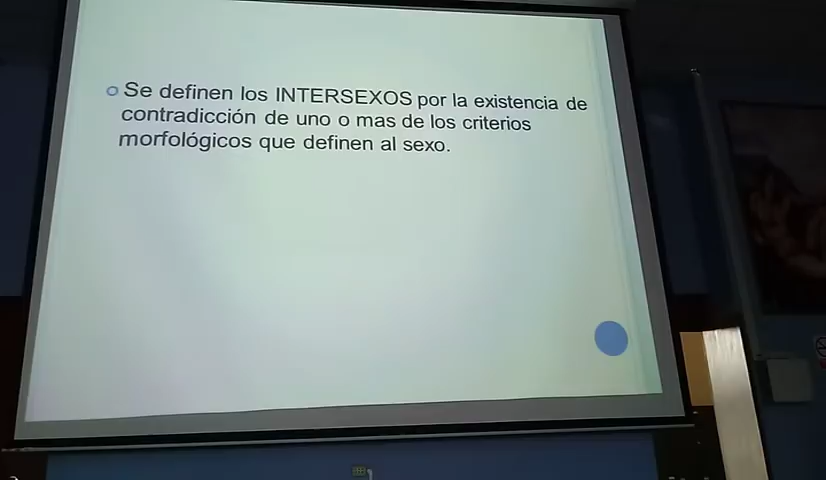 Se definen los INTERSEXOS por la existencia de
contradicción de uno o mas de los criterios
morfológicos que definen al sexo.